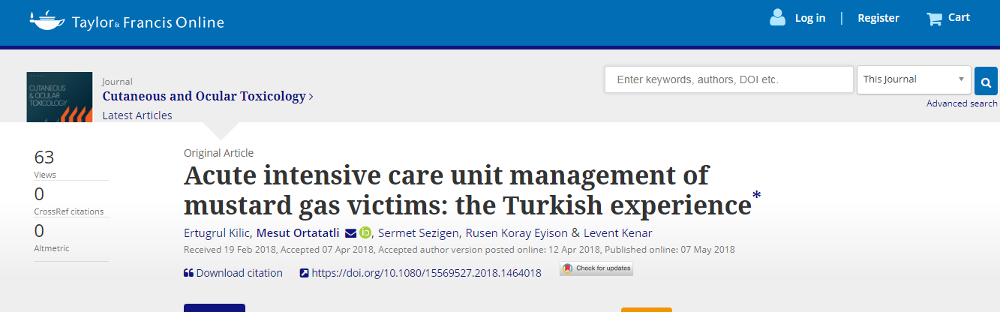 Taylor & Francis Online
Log in | Register Cart
Journal
Cutaneous and Ocular Toxicology ›
Latest Articles
CUTANEOUS
& OCULAR
TOXICOLOGY
Enter keywords, authors, DOI etc.
This Journal
Advanced search
63
Views
0
CrossRef citations
0
Altmetric
Original Article
Acute intensive care unit management of
mustard gas victims: the Turkish experience*
Ertugrul Kilic, Mesut Ortatatli iD, Sermet Sezigen, Rusen Koray Eyison & Levent Kenar
Received 19 Feb 2018, Accepted 07 Apr 2018, Accepted author version posted online: 12 Apr 2018, Published online: 07 May 2018
Download citation https://doi.org/10.1080/15569527.2018.1464018 Check for updates